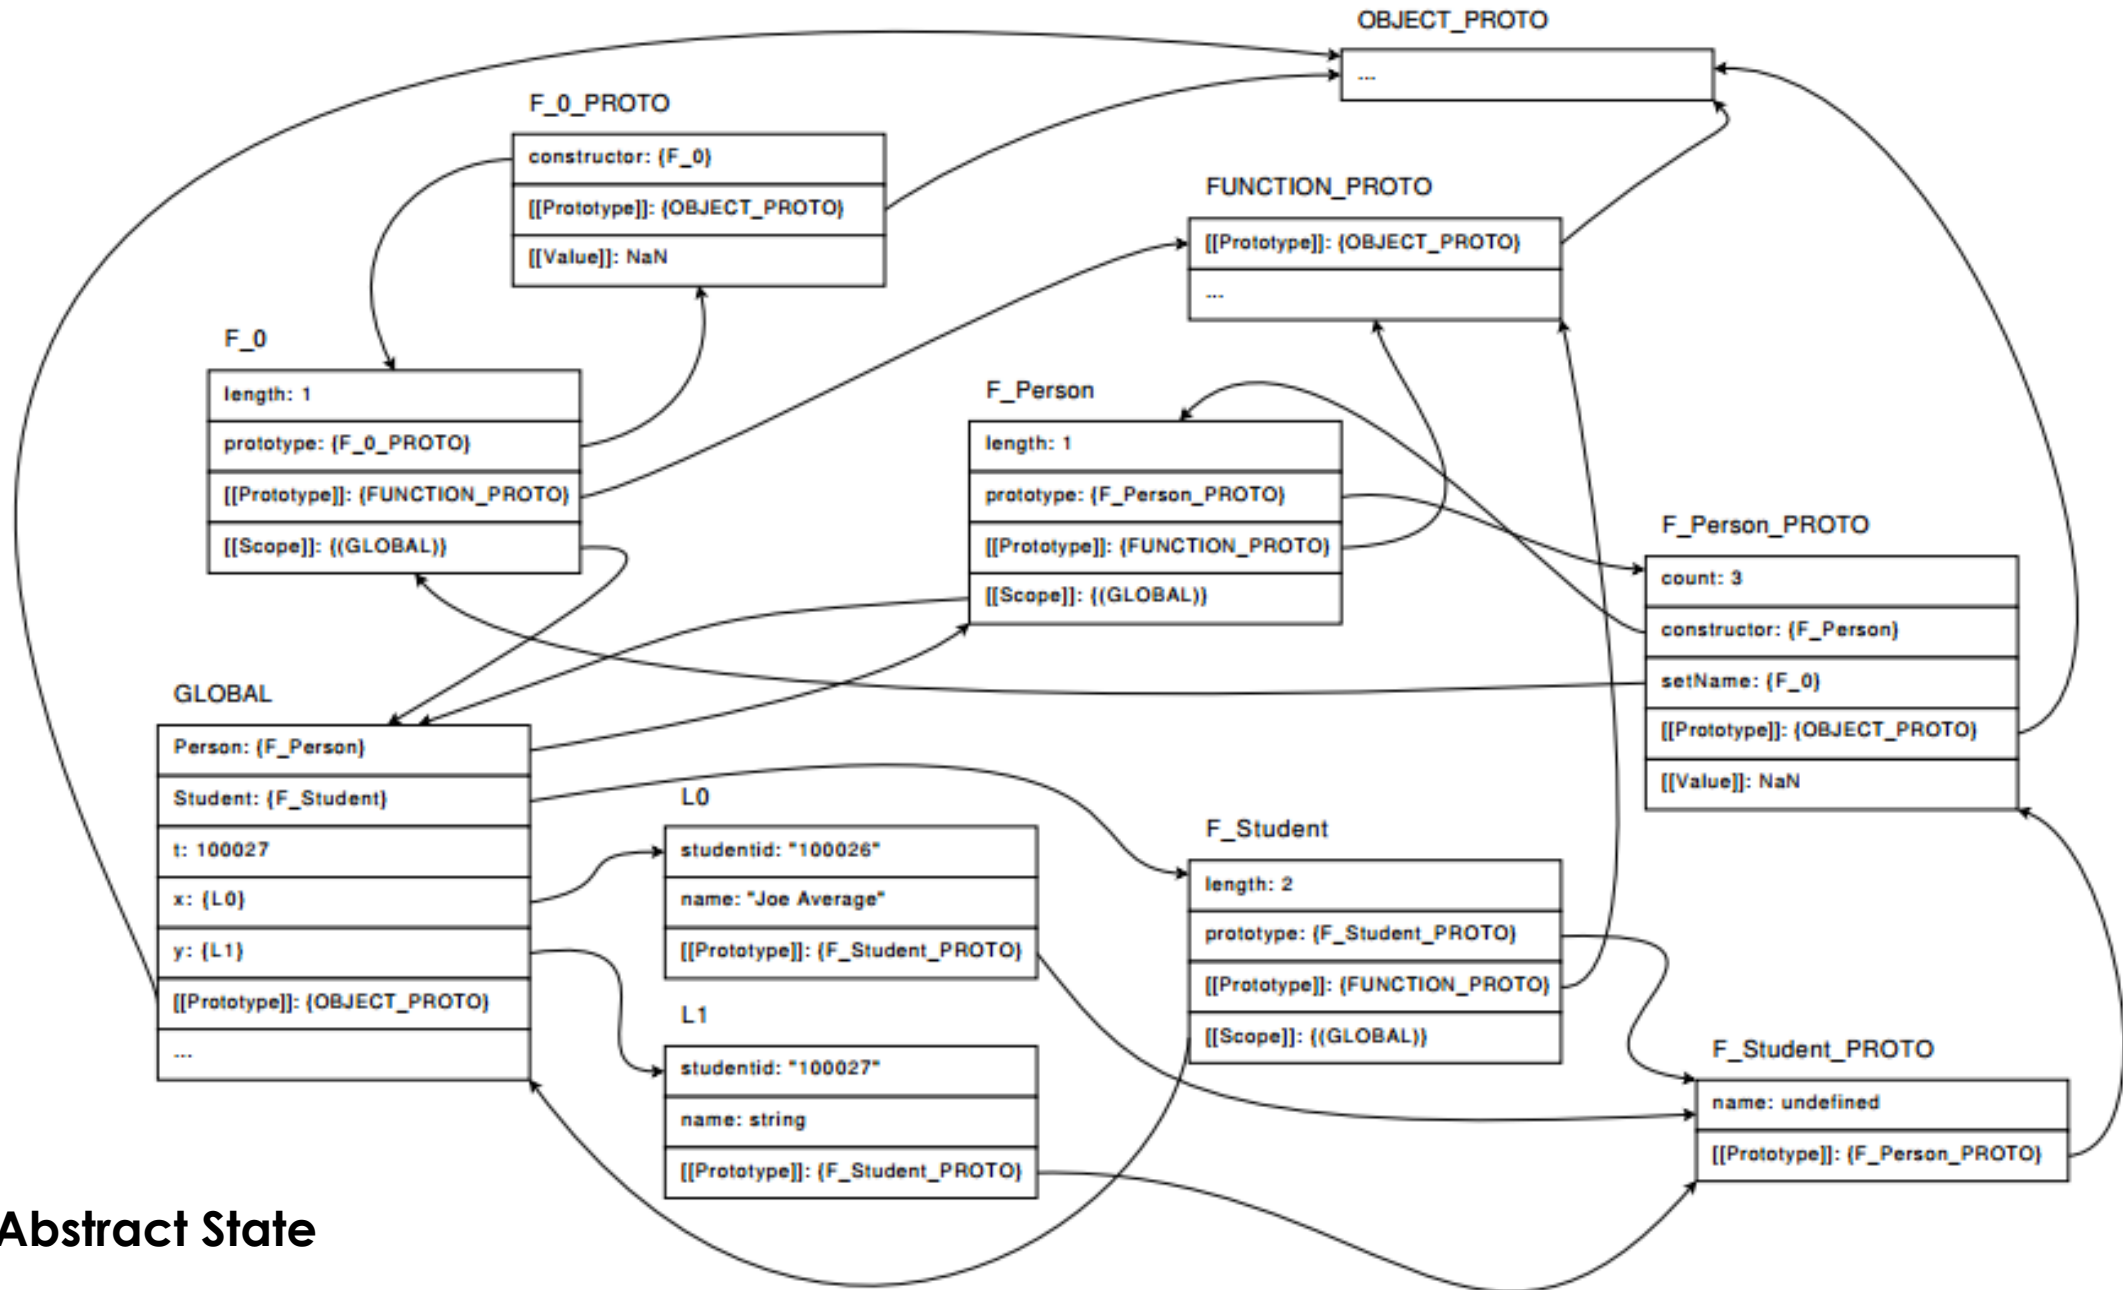 OBJECT_PROTO
...
F_0_PROTO
constructor: {F_0}
[[Prototype]]: {OBJECT_PROTO}
[[Value]]: NaN
FUNCTION_PROTO
[[Prototype]]: {OBJECT_PROTO}
...
F_0
length: 1
prototype: {F_0_PROTO}
[[Prototype]]: {FUNCTION_PROTO}
[[Scope]]: {(GLOBAL)}
F_Person
length: 1
prototype: {F_Person_PROTO}
[[Prototype]]: {FUNCTION_PROTO}
[[Scope]]: {(GLOBAL)}
F_Person_PROTO
count: 3
constructor: {F_Person}
setName: {F_0}
[[Prototype]]: {OBJECT_PROTO}
[[Value]]: NaN
GLOBAL
Person: {F_Person}
Student: {F_Student}
t: 100027
x: {L0}
y: {L1}
[[Prototype]]: {OBJECT_PROTO}
...
L0
studentid: "100026"
name: "Joe Average"
[[Prototype]]: {F_Student_PROTO}
L1
studentid: "100027"
name: string
[[Prototype]]: {F_Student_PROTO}
F_Student
length: 2
prototype: {F_Student_PROTO}
[[Prototype]]: {FUNCTION_PROTO}
[[Scope]]: {(GLOBAL)}
F_Student_PROTO
name: undefined
[[Prototype]]: {F_Person_PROTO}
Abstract State